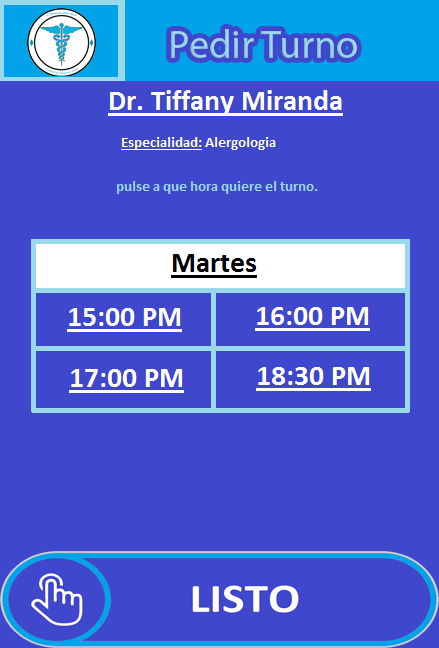 Pedir Turno
Dr. Tiffany Miranda
Especialidad: Alergologia
pulse a que hora quiere el turno.
Martes
15:00 PM
16:00 PM
17:00 PM
18:30 PM
LISTO